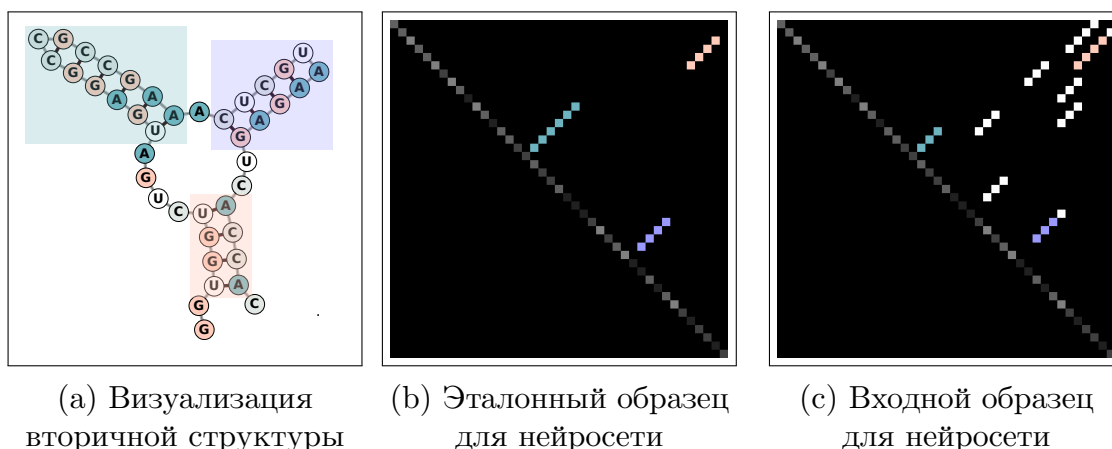 C G
C U
C C
G G G A
G C A
A A U G
G A A C A
U G
A U
G C
U C U A
G C
G C
U A
G C
G
(a) Визуализация
вторичной структуры
(b) Эталонный образец
для нейросети
(c) Входной образец
для нейросети